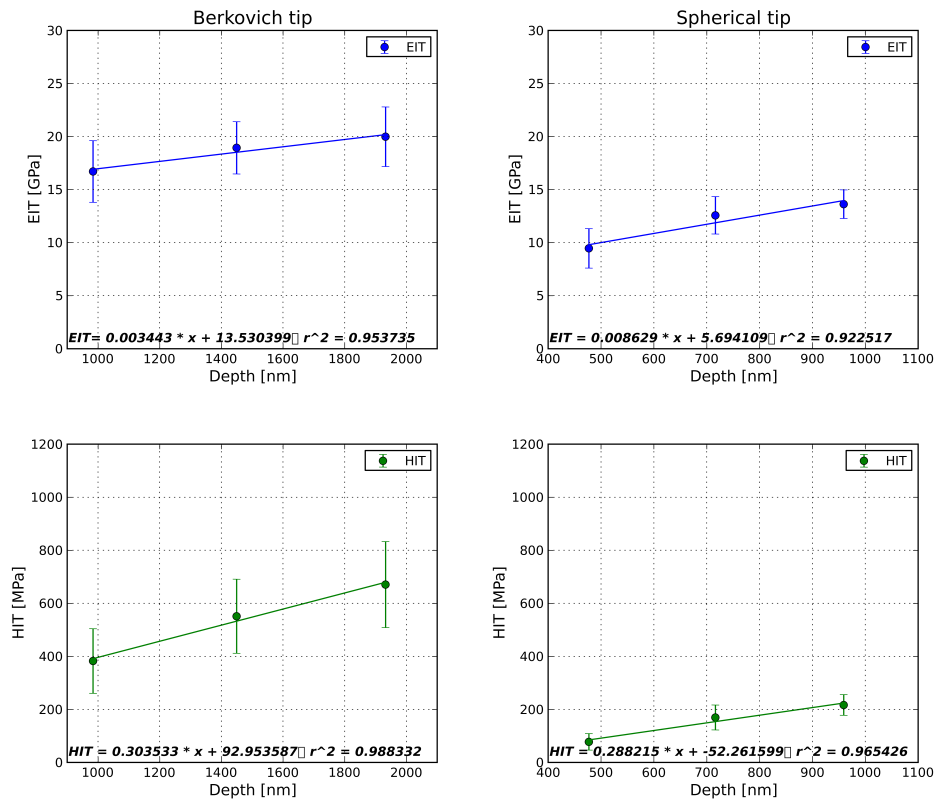 Berkovich tip
30
25
20
15
10
5
0
EIT [GPa]
EIT
EIT= 0.003443 * x + 13.530399▯ r^2 = 0.953735
1000 1200 1400 1600 1800 2000
Depth [nm]
Spherical tip
30
25
20
15
10
5
0
EIT [GPa]
EIT
EIT = 0.008629 * x + 5.694109▯ r^2 = 0.922517
400 500 600 700 800 900 1000 1100
Depth [nm]
1200
1000
800
600
400
200
0
HIT [MPa]
HIT
HIT = 0.303533 * x + 92.953587▯ r^2 = 0.988332
1000 1200 1400 1600 1800 2000
Depth [nm]
1200
1000
800
600
400
200
0
HIT [MPa]
HIT
HIT = 0.288215 * x + -52.261599▯ r^2 = 0.965426
400 500 600 700 800 900 1000 1100
Depth [nm]